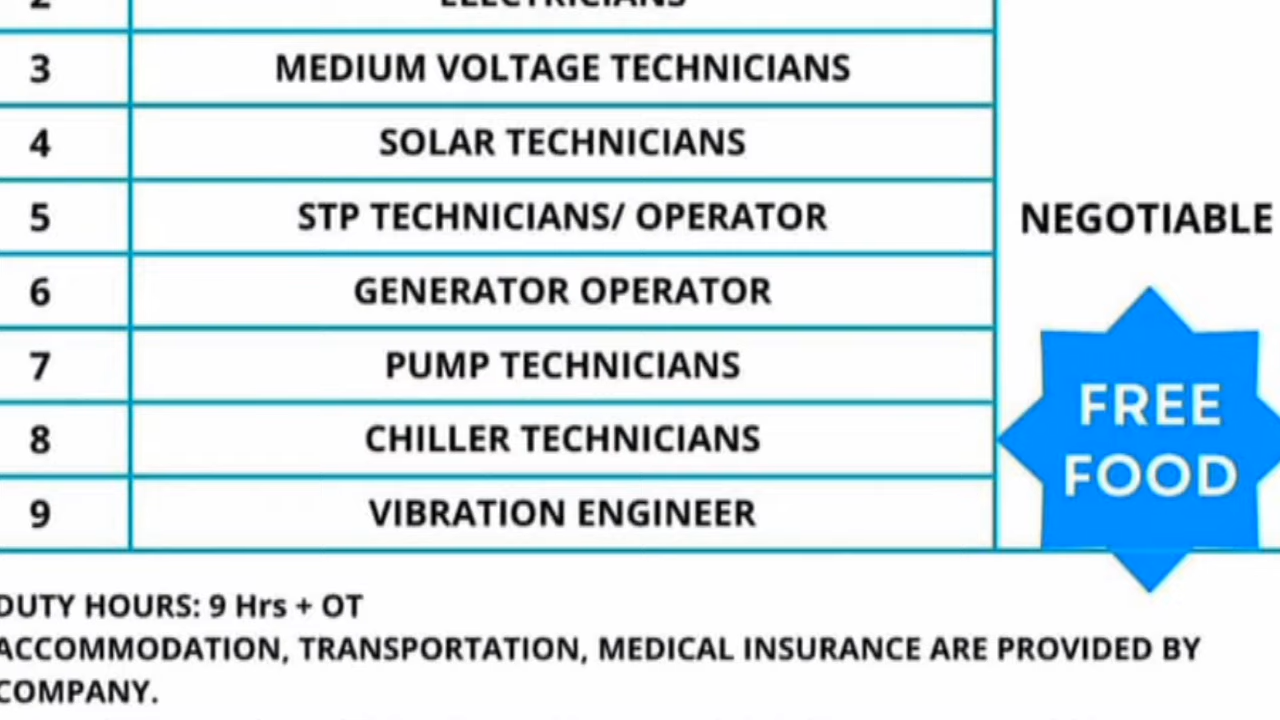 2 ELECTRICIANS
3 MEDIUM VOLTAGE TECHNICIANS
4 SOLAR TECHNICIANS
5 STP TECHNICIANS/ OPERATOR NEGOTIABLE
6 GENERATOR OPERATOR
7 PUMP TECHNICIANS
FREE
8 CHILLER TECHNICIANS
FOOD
9 VIBRATION ENGINEER
DUTY HOURS: 9 Hrs + OT
ACCOMMODATION, TRANSPORTATION, MEDICAL INSURANCE ARE PROVIDED BY
COMPANY.